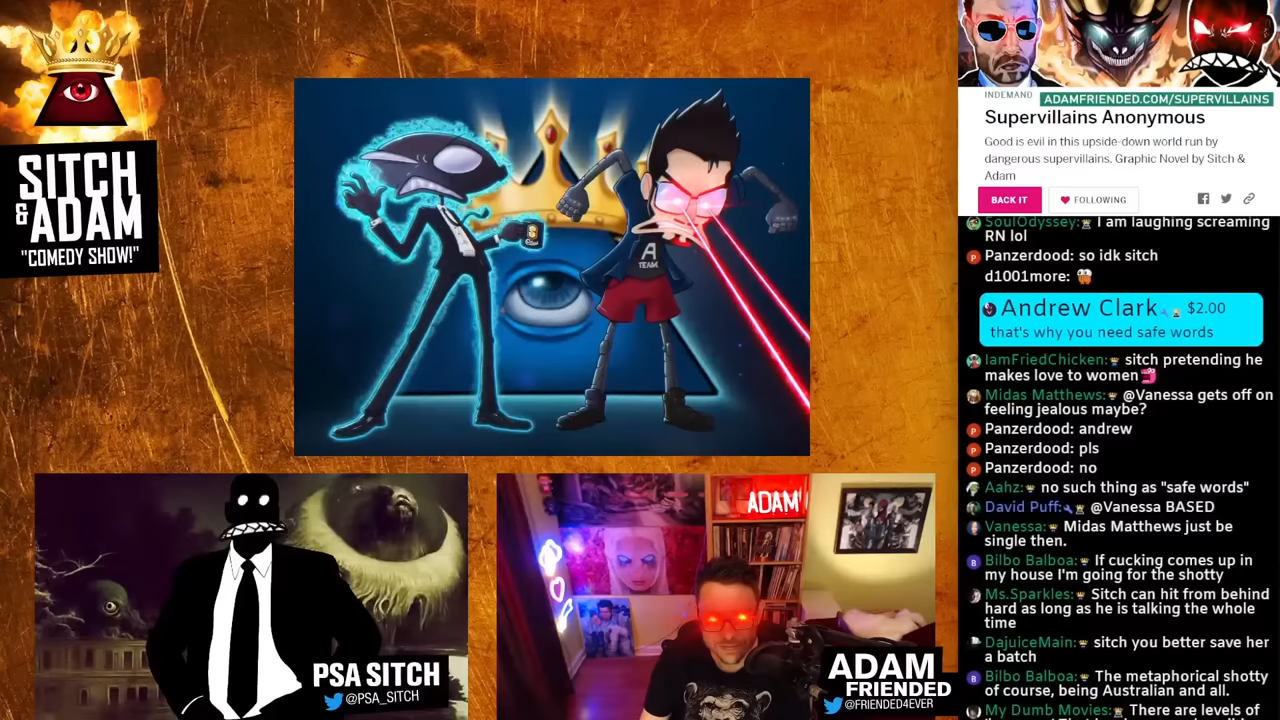 SITCH
& ADAM
"COMEDY SHOW!"
A
TEAM
$
ADAM
PSA SITCH
@PSA_SITCH
ADAM
FRIENDED
@FRIENDED4EVER
INDEMAND
ADAMFRIENDED.COM/SUPERVILLAINS
Supervillains Anonymous
Good is evil in this upside-down world run by
dangerous supervillains. Graphic Novel by Sitch &
Adam
BACK IT
FOLLOWING
SoulOdyssey: I am laughing screaming
RN lol
P Panzerdood: so idk sitch
d1001more:
Andrew Clark $2.00
that's why you need safe words
IamFriedChicken: sitch pretending he
makes love to women
Midas Matthews: @Vanessa gets off on
feeling jealous maybe?
P Panzerdood: andrew
P Panzerdood: pls
P Panzerdood: no
Aahz: no such thing as "safe words"
David Puff: @Vanessa BASED
Vanessa: Midas Matthews just be
single then.
B Bilbo Balboa: If cucking comes up in
my house I'm going for the shotty
Ms.Sparkles: Sitch can hit from behind
hard as long as he is talking the whole
time
DajuiceMain: sitch you better save her
a batch
B Bilbo Balboa: The metaphorical shotty
of course, being Australian and all.
My Dumb Movies: There are levels of